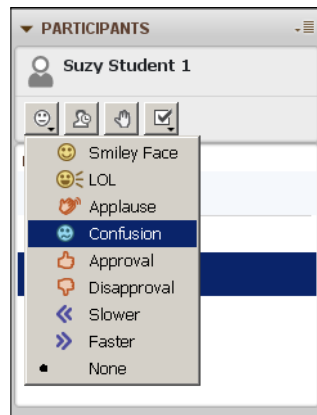 PARTICIPANTS
Suzy Student 1
Smiley Face
LOL
Applause
Confusion
Approval
Disapproval
Slower
Faster
None